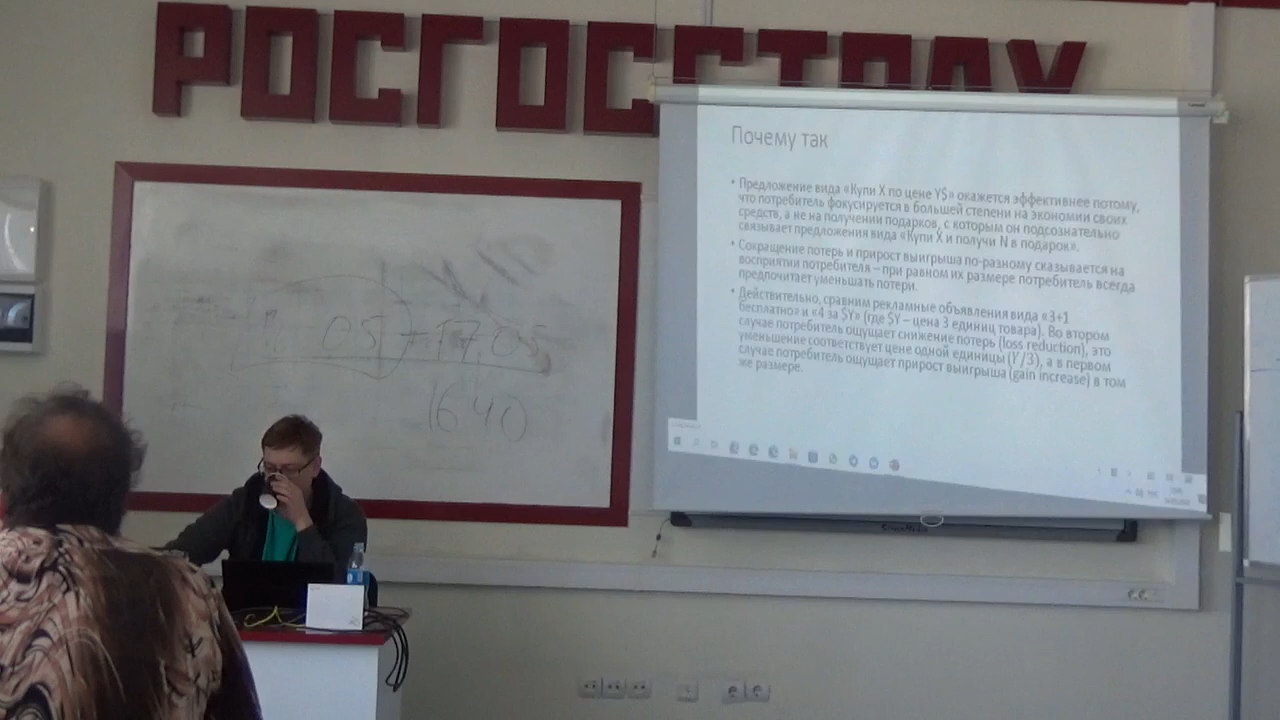 РОСГОССТРАХ
Почему так
• Предложение вида «Купи X по цене Y$» окажется эффективнее потому,
что потребитель фокусируется в большей степени на экономии своих
средств, а не на получении подарков, с которым он подсознательно
связывает предложения вида «Купи X и получи N в подарок».
• Сокращение потерь и прирост выигрыша по-разному сказывается на
восприятии потребителя – при равном их размере потребитель всегда
предпочитает уменьшать потери.
• Действительно, сравним рекламные объявления вида «3+1
бесплатно» и «4 за $Y» (где $Y – цена 3 единиц товара). Во втором
случае потребитель ощущает снижение потерь (loss reduction), это
уменьшение соответствует цене одной единицы (Y/3), а в первом
случае потребитель ощущает прирост выигрыша (gain increase) в том
же размере.
05 17 05
1640